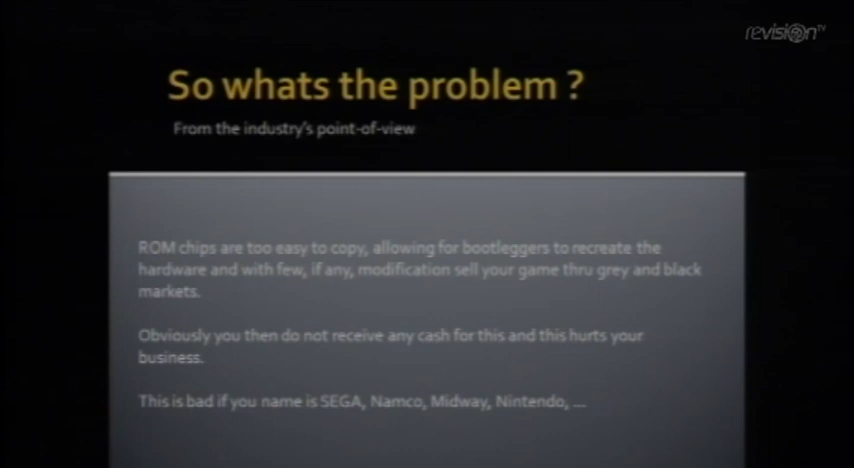 revision TV
So whats the problem ?
From the industry's point-of-view
ROM chips are too easy to copy, allowing for bootleggers to recreate the
hardware and with few, if any, modification sell your game thru grey and black
markets.
Obviously you then do not receive any cash for this and this hurts your
business.
This is bad if you name is SEGA, Namco, Midway, Nintendo, ...